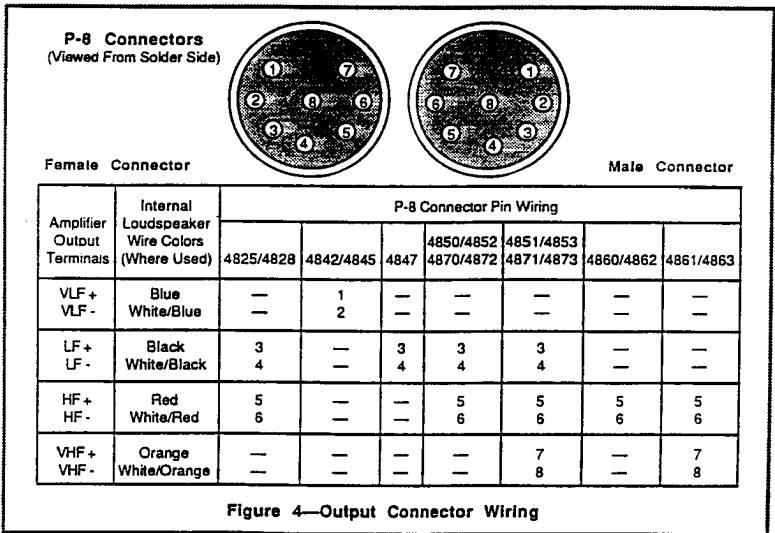 P-8 Connectors
(Viewed From Solder Side)
1 7
2 8 6
3 4 5
7 1
6 8 2
5 4 3
Female Connector
Male Connector
Amplifier Output Terminals
Internal Loudspeaker Wire Colors (Where Used)
P-8 Connector Pin Wiring
4825/4828 4842/4845 4847 4850/4852 4870/4872 4851/4853 4871/4873 4860/4862 4861/4863
VLF + Blue — 1 — — — — —
VLF - White/Blue — 2 — — — — —
LF + Black 3 — 3 3 3 — —
LF - White/Black 4 — 4 4 4 — —
HF + Red 5 — — 5 5 5 5
HF - White/Red 6 — — 6 6 6 6
VHF + Orange — — — — 7 — 7
VHF - White/Orange — — — — 8 — 8
Figure 4—Output Connector Wiring